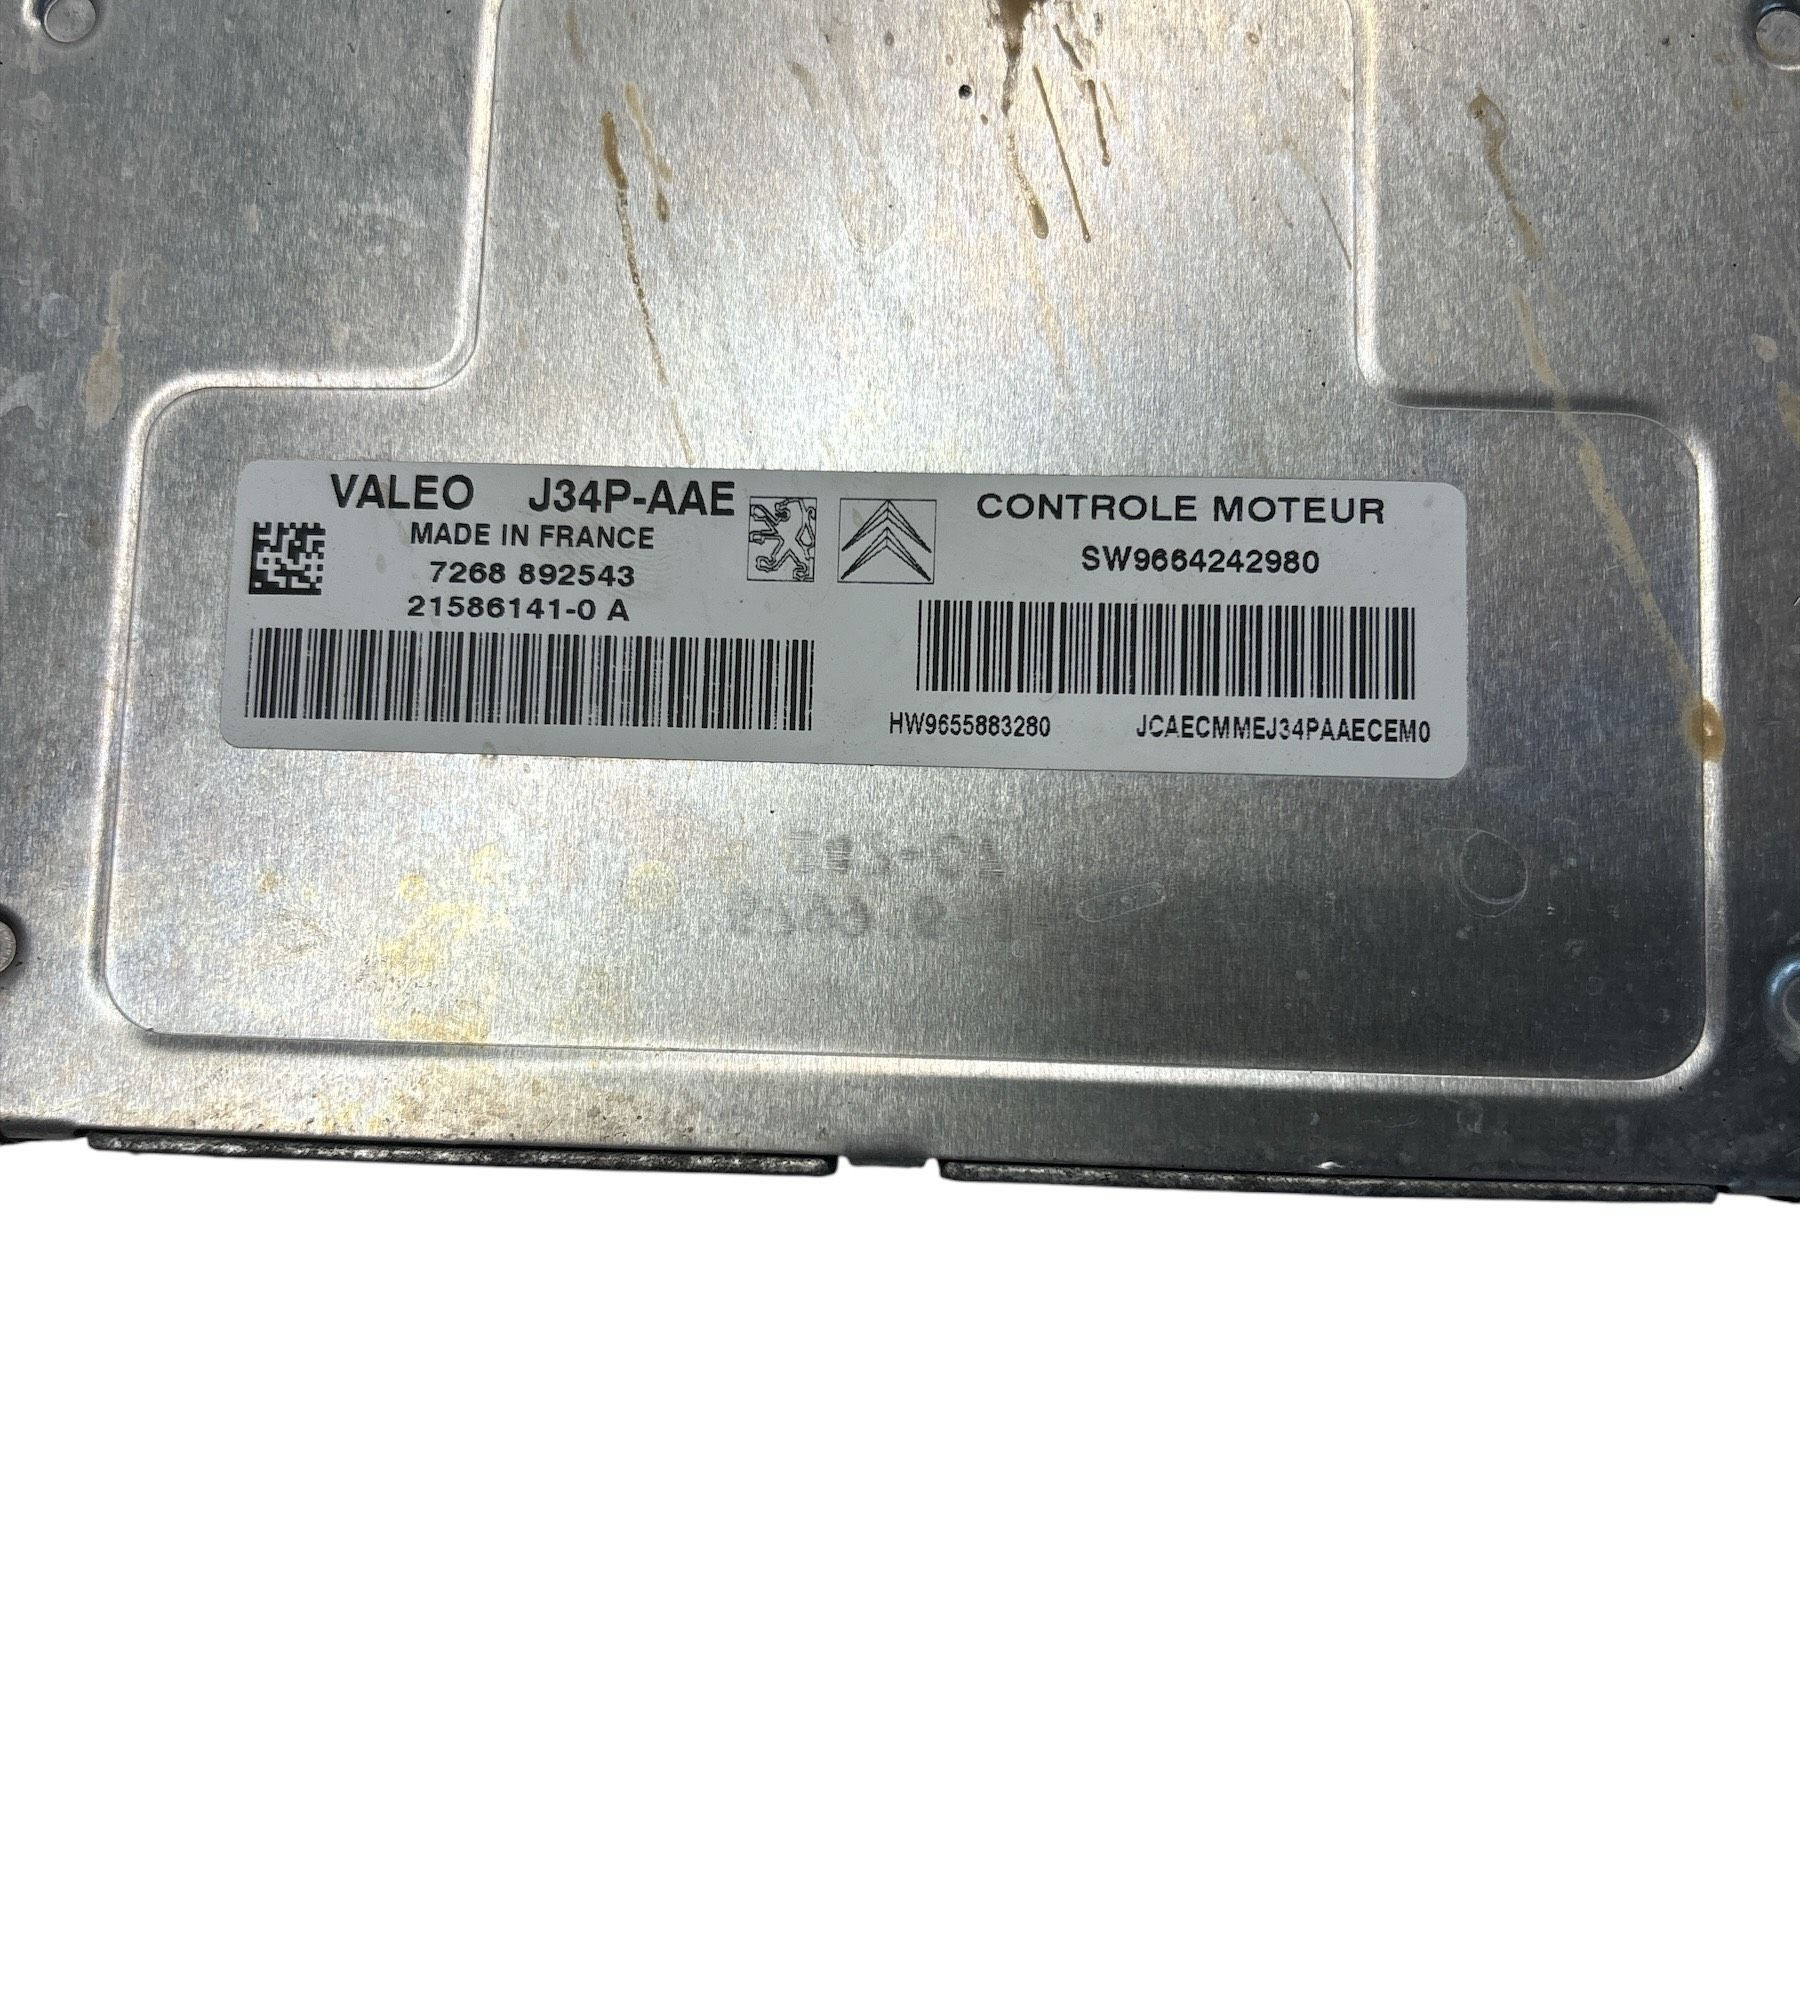 VALEO J34P-AAE
MADE IN FRANCE
7268 892543
21586141-0 A
CONTROLE MOTEUR
SW9664242980
HW9655883280 JCAECMMEJ34PAAECEM0